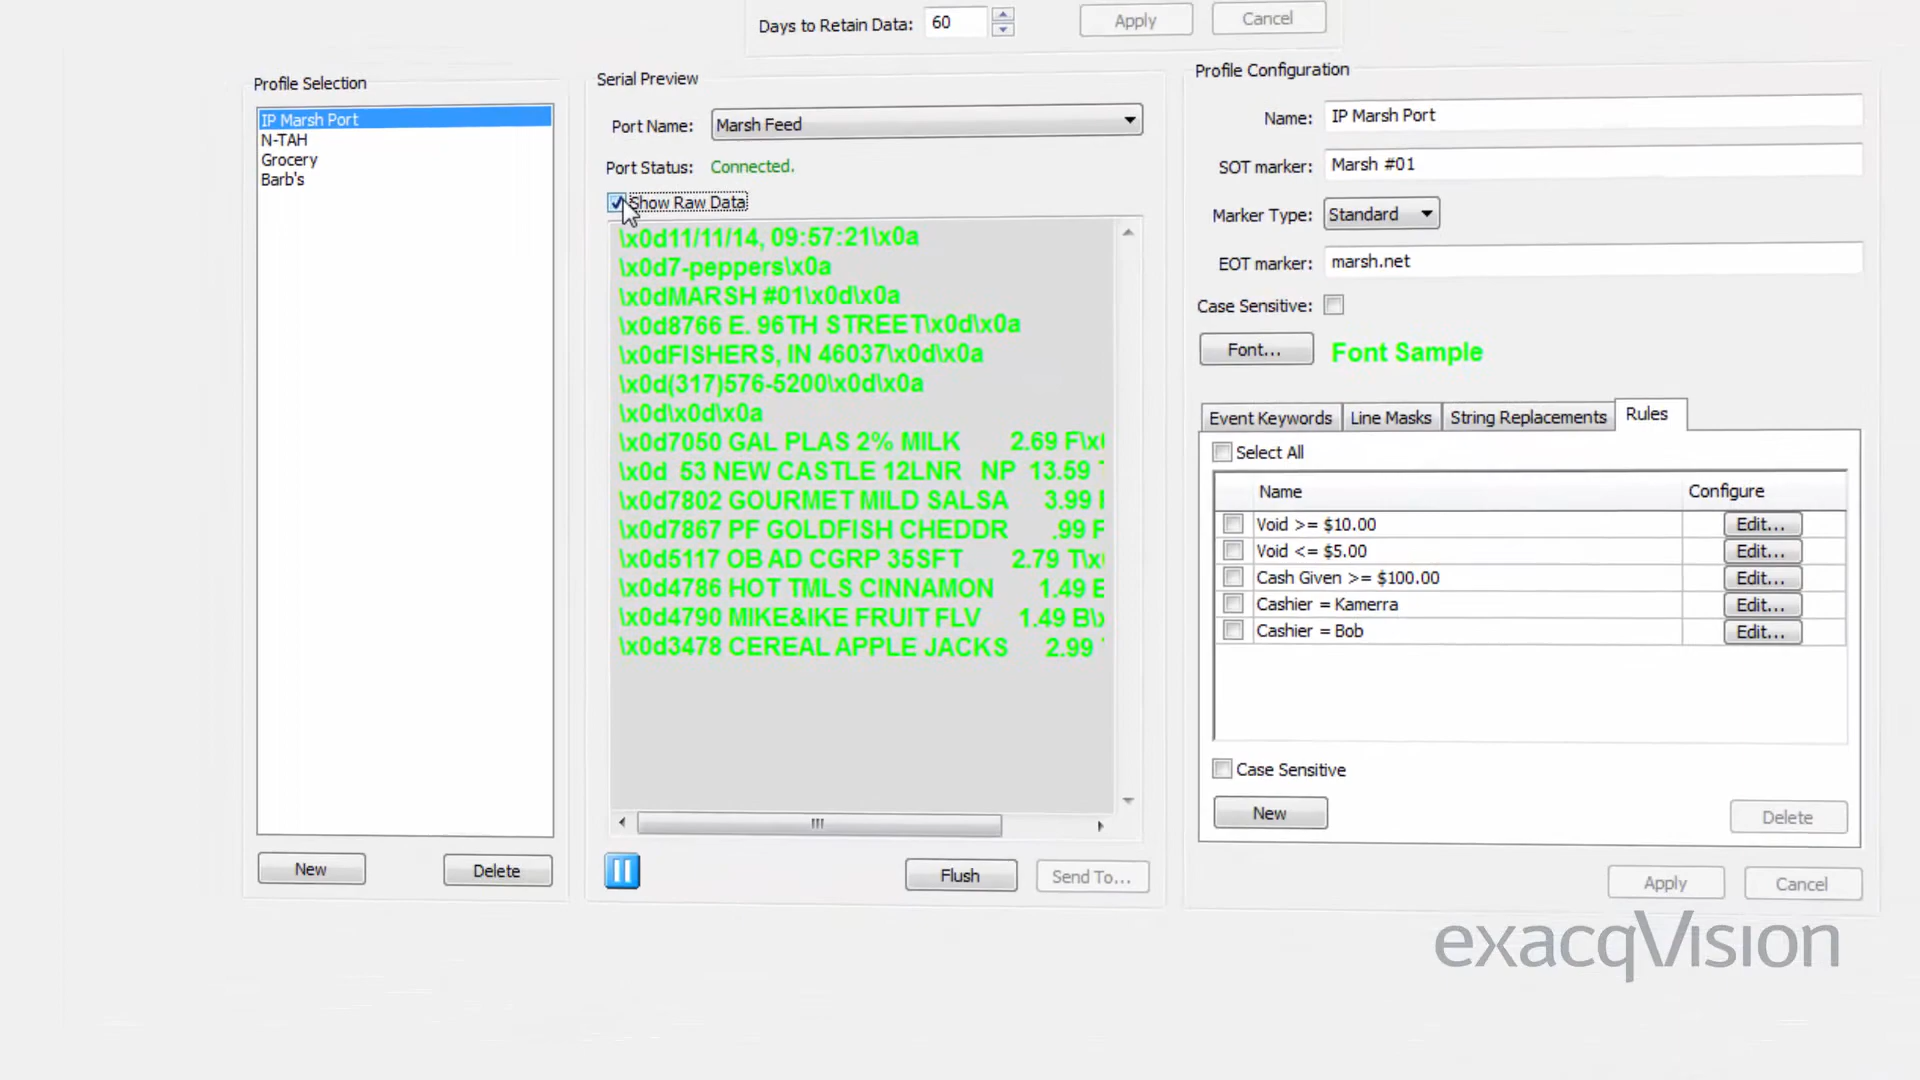 Days to Retain Data: 60 Apply Cancel
Profile Selection
IP Marsh Port
N-TAH
Grocery
Barb's
New Delete
Serial Preview
Port Name: Marsh Feed
Port Status: Connected.
Show Raw Data
\x0d11/11/14, 09:57:21\x0a
\x0d7-peppers\x0a
\x0dMARSH #01\x0d\x0a
\x0d8766 E. 96TH STREET\x0d\x0a
\x0dFISHERS, IN 46037\x0d\x0a
\x0d(317)576-5200\x0d\x0a
\x0d\x0d\x0a
\x0d7050 GAL PLAS 2% MILK 2.69 F\x
\x0d 53 NEW CASTLE 12LNR NP 13.59
\x0d7802 GOURMET MILD SALSA 3.99
\x0d7867 PF GOLDFISH CHEDDR .99 F
\x0d5117 OB AD CGRP 35SFT 2.79 T\x
\x0d4786 HOT TMLS CINNAMON 1.49 B
\x0d4790 MIKE&IKE FRUIT FLV 1.49 B\x
\x0d3478 CEREAL APPLE JACKS 2.99
Flush Send To...
Profile Configuration
Name: IP Marsh Port
SOT marker: Marsh #01
Marker Type: Standard
EOT marker: marsh.net
Case Sensitive:
Font... Font Sample
Event Keywords Line Masks String Replacements Rules
Select All
Name Configure
Void >= $10.00 Edit...
Void <= $5.00 Edit...
Cash Given >= $100.00 Edit...
Cashier = Kamerra Edit...
Cashier = Bob Edit...
Case Sensitive
New Delete
Apply Cancel
exacqVision